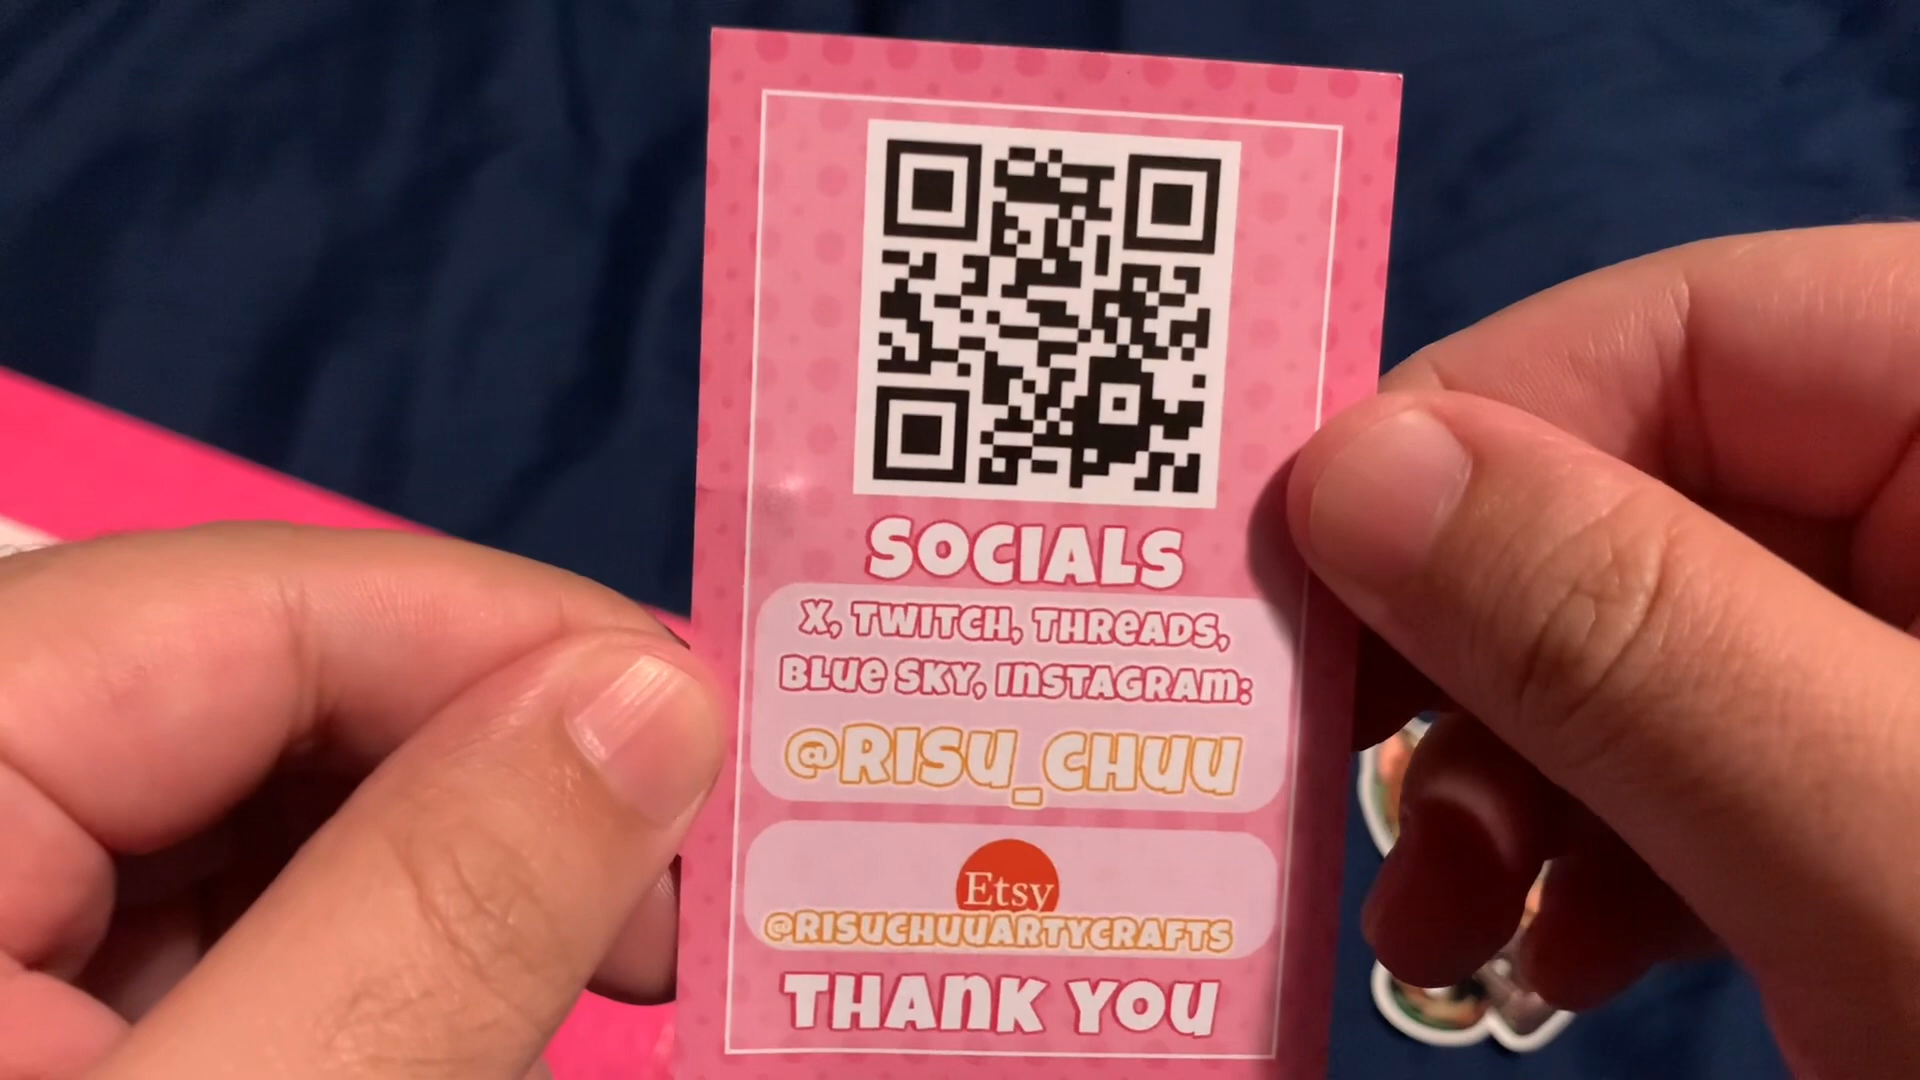 SOCIALS
X, TWITCH, THREADS,
BLUE SKY, INSTAGRAM:
@RISU_CHUU
Etsy
@RISUCHUUARTYCRAFTS
THANK YOU